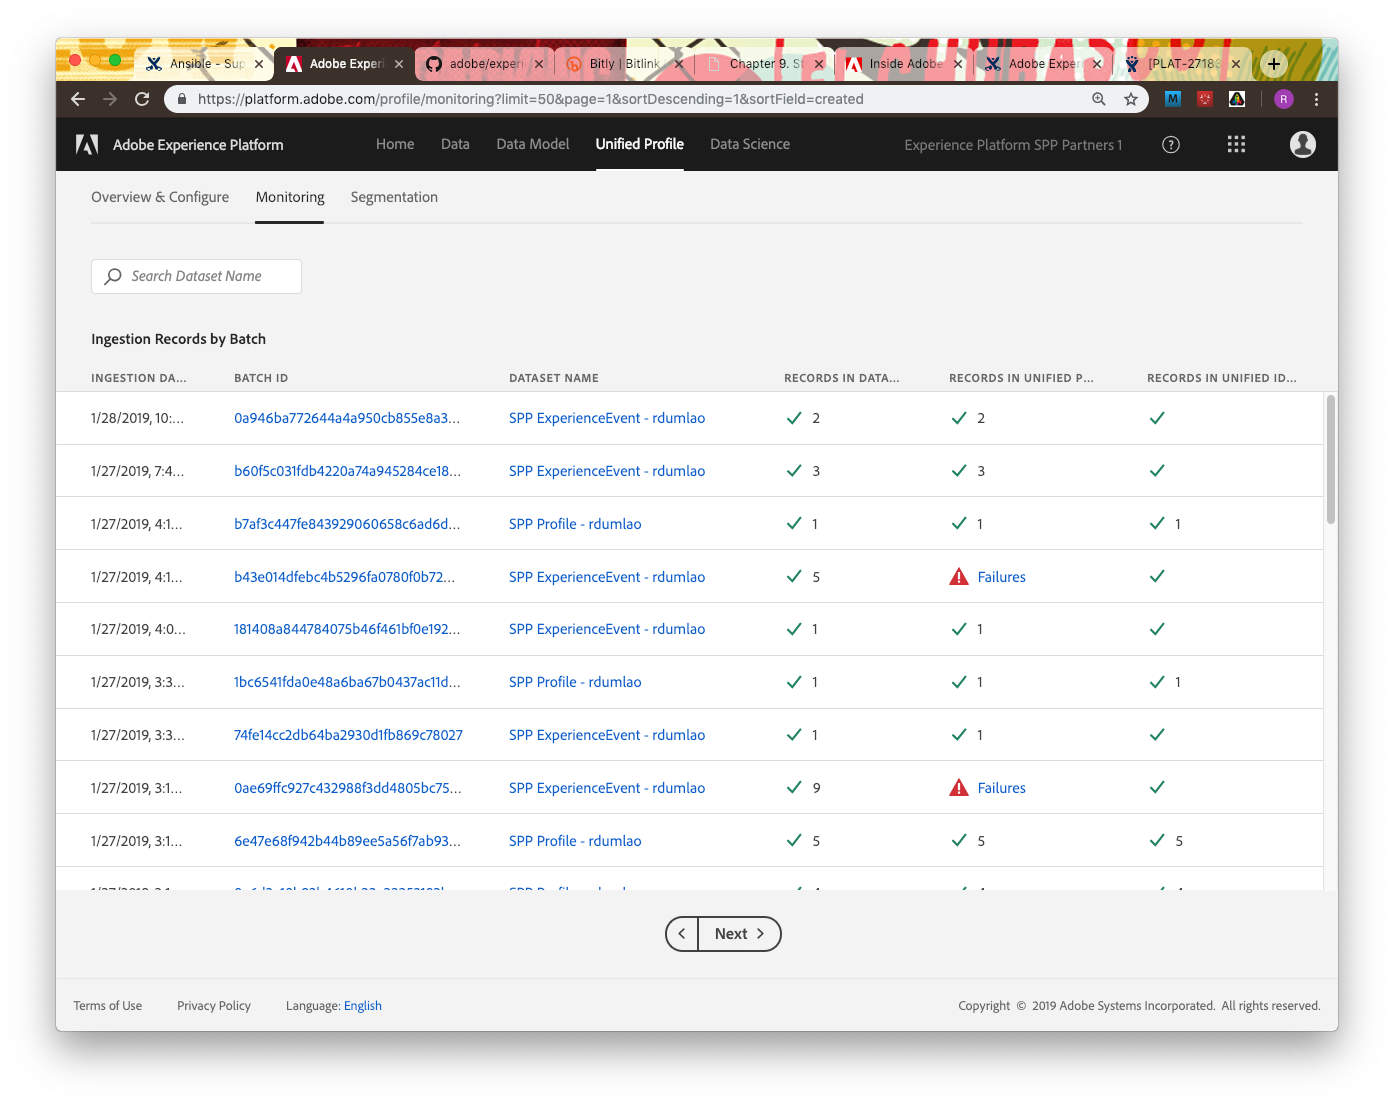 Ansible - Sup
Adobe Experi
adobe/experi
Bitly | Bitlink
Chapter 9. St
Inside Adobe
Adobe Exper
[PLAT-27183
https://platform.adobe.com/profile/monitoring?limit=50&page=1&sortDescending=1&sortField=created
M
R
Adobe Experience Platform
Home
Data
Data Model
Unified Profile
Data Science
Experience Platform SPP Partners 1
Overview & Configure
Monitoring
Segmentation
Search Dataset Name
Ingestion Records by Batch
INGESTION DA... BATCH ID DATASET NAME RECORDS IN DATA... RECORDS IN UNIFIED P... RECORDS IN UNIFIED ID...
1/28/2019, 10:... 0a946ba772644a4a950cb855e8a3... SPP ExperienceEvent - rdumlao 2 2
1/27/2019, 7:4... b60f5c031fdb4220a74a945284ce18... SPP ExperienceEvent - rdumlao 3 3
1/27/2019, 4:1... b7af3c447fe843929060658c6ad6d... SPP Profile - rdumlao 1 1 1
1/27/2019, 4:1... b43e014dfebc4b5296fa0780f0b72... SPP ExperienceEvent - rdumlao 5 Failures
1/27/2019, 4:0... 181408a844784075b46f461bf0e192... SPP ExperienceEvent - rdumlao 1 1
1/27/2019, 3:3... 1bc6541fda0e48a6ba67b0437ac11d... SPP Profile - rdumlao 1 1 1
1/27/2019, 3:3... 74fe14cc2db64ba2930d1fb869c78027 SPP ExperienceEvent - rdumlao 1 1
1/27/2019, 3:1... 0ae69ffc927c432988f3dd4805bc75... SPP ExperienceEvent - rdumlao 9 Failures
1/27/2019, 3:1... 6e47e68f942b44b89ee5a56f7ab93... SPP Profile - rdumlao 5 5 5
Next
Terms of Use
Privacy Policy
Language: English
Copyright © 2019 Adobe Systems Incorporated. All rights reserved.